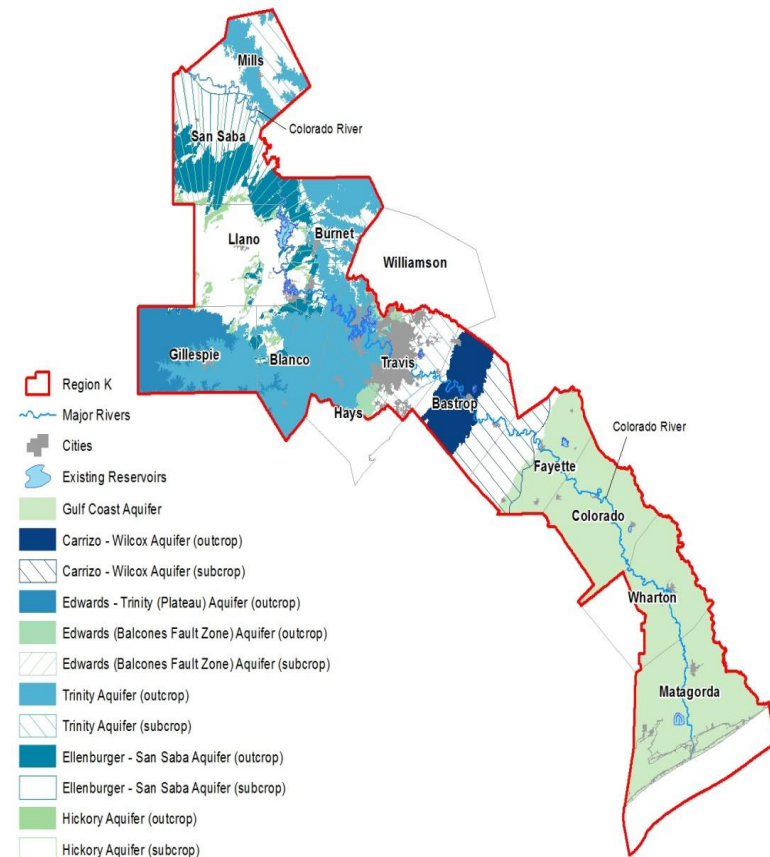 Mills
Colorado River
San Saba
Burnet
Llano
Williamson
Gillespie
Blanco
Travis
Hays
Bastrop
Colorado River
Fayette
Colorado
Wharton
Matagorda
Region K
Major Rivers
Cities
Existing Reservoirs
Gulf Coast Aquifer
Carrizo - Wilcox Aquifer (outcrop)
Carrizo - Wilcox Aquifer (subcrop)
Edwards - Trinity (Plateau) Aquifer (outcrop)
Edwards (Balcones Fault Zone) Aquifer (outcrop)
Edwards (Balcones Fault Zone) Aquifer (subcrop)
Trinity Aquifer (outcrop)
Trinity Aquifer (subcrop)
Ellenburger - San Saba Aquifer (outcrop)
Ellenburger - San Saba Aquifer (subcrop)
Hickory Aquifer (outcrop)
Hickory Aquifer (subcrop)